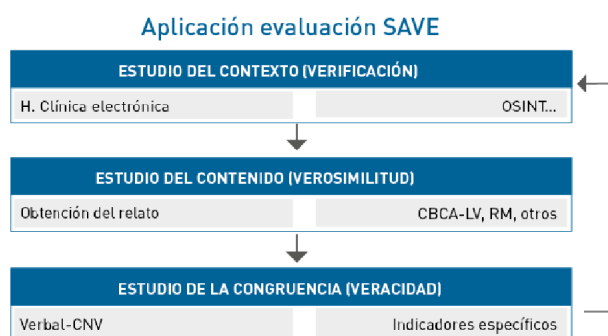 Aplicación evaluación SAVE
ESTUDIO DEL CONTEXTO (VERIFICACIÓN)
H. Clínica electrónica OSINT...
ESTUDIO DEL CONTENIDO (VEROSIMILITUD)
Obtención del relato CBCA-LV, RM, otros
ESTUDIO DE LA CONGRUENCIA (VERACIDAD)
Verbal-CNV Indicadores específicos